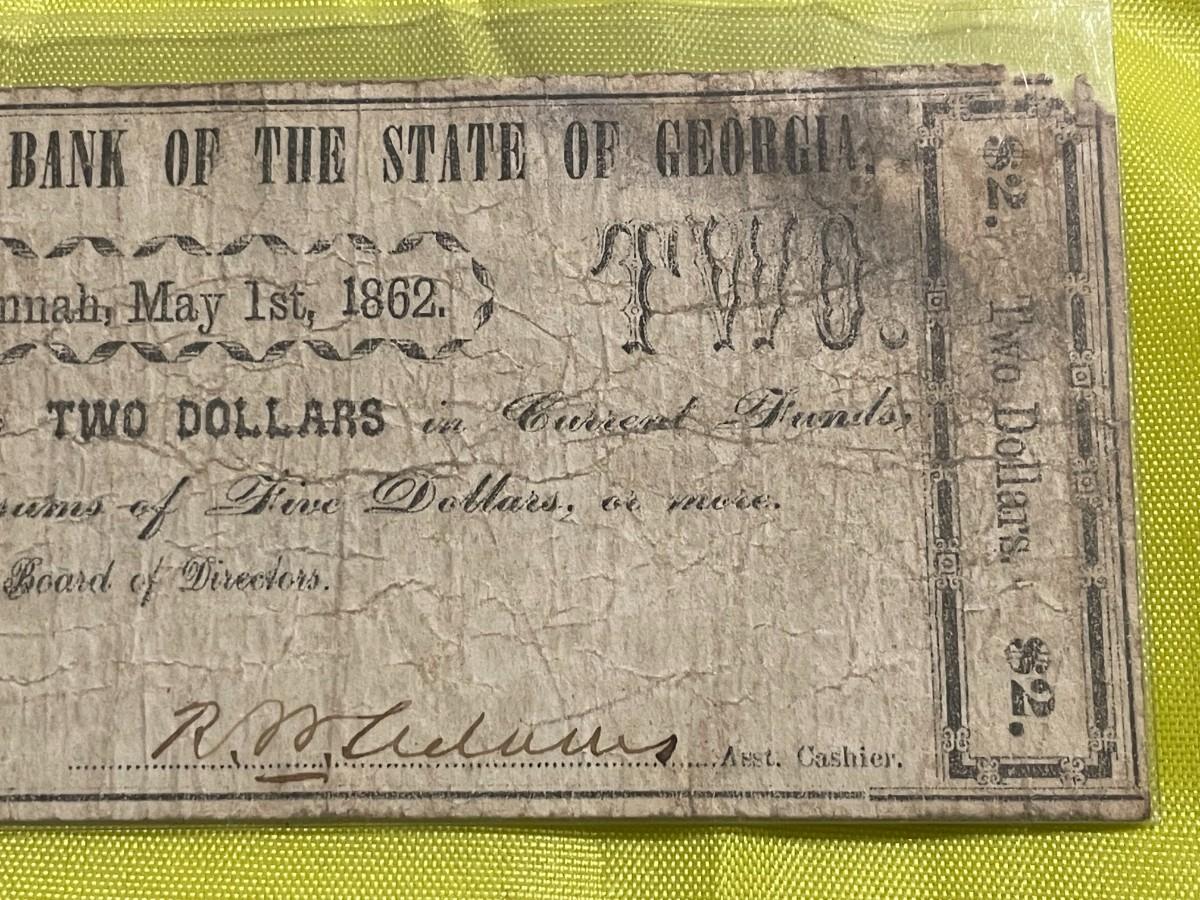 BANK OF THE STATE OF GEORGIA.
nnah, May 1st, 1862.
TWO.
TWO DOLLARS in Current Funds,
sums of Five Dollars, or more.
Board of Directors.
R. W. Adams Asst. Cashier.
$2. Two Dollars. $2.